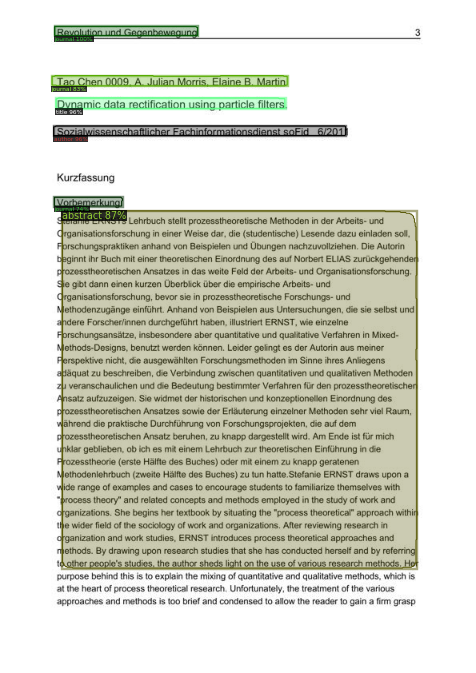 Revolution und Gegenbewegung 3
journal 100%
Tao Chen 0009, A. Julian Morris, Elaine B. Martin
journal 83%
Dynamic data rectification using particle filters.
title 96%
Sozialwissenschaftlicher Fachinformationsdienst soFid 6/2011
Kurzfassung
Vorbemerkung/
abstract 87%
Stefanie ERNSTs Lehrbuch stellt prozesstheoretische Methoden in der Arbeits- und
Organisationsforschung in einer Weise dar, die (studentische) Lesende dazu einladen soll,
Forschungspraktiken anhand von Beispielen und Übungen nachzuvollziehen. Die Autorin
beginnt ihr Buch mit einer theoretischen Einordnung des auf Norbert ELIAS zurückgehenden
prozesstheoretischen Ansatzes in das weite Feld der Arbeits- und Organisationsforschung.
Sie gibt dann einen kurzen Überblick über die empirische Arbeits- und
Organisationsforschung, bevor sie in prozesstheoretische Forschungs- und
Methodenzugänge einführt. Anhand von Beispielen aus Untersuchungen, die sie selbst und
andere Forscher/innen durchgeführt haben, illustriert ERNST, wie einzelne
Forschungsansätze, insbesondere aber quantitative und qualitative Verfahren in Mixed-
Methods-Designs, benutzt werden können. Leider gelingt es der Autorin aus meiner
Perspektive nicht, die ausgewählten Forschungsmethoden im Sinne ihres Anliegens
adäquat zu beschreiben, die Verbindung zwischen quantitativen und qualitativen Methoden
zu veranschaulichen und die Bedeutung bestimmter Verfahren für den prozesstheoretischen
Ansatz aufzuzeigen. Sie widmet der historischen und konzeptionellen Einordnung des
prozesstheoretischen Ansatzes sowie der Erläuterung einzelner Methoden sehr viel Raum,
während die praktische Durchführung von Forschungsprojekten, die auf dem
prozesstheoretischen Ansatz beruhen, zu knapp dargestellt wird. Am Ende ist für mich
unklar geblieben, ob ich es mit einem Lehrbuch zur theoretischen Einführung in die
Prozesstheorie (erste Hälfte des Buches) oder mit einem zu knapp geratenen
Methodenlehrbuch (zweite Hälfte des Buches) zu tun hatte.Stefanie ERNST draws upon a
wide range of examples and cases to encourage students to familiarize themselves with
"process theory" and related concepts and methods employed in the study of work and
organizations. She begins her textbook by situating the "process theoretical" approach within
the wider field of the sociology of work and organizations. After reviewing research in
organization and work studies, ERNST introduces process theoretical approaches and
methods. By drawing upon research studies that she has conducted herself and by referring
to other people's studies, the author sheds light on the use of various research methods. Her
purpose behind this is to explain the mixing of quantitative and qualitative methods, which is
at the heart of process theoretical research. Unfortunately, the treatment of the various
approaches and methods is too brief and condensed to allow the reader to gain a firm grasp